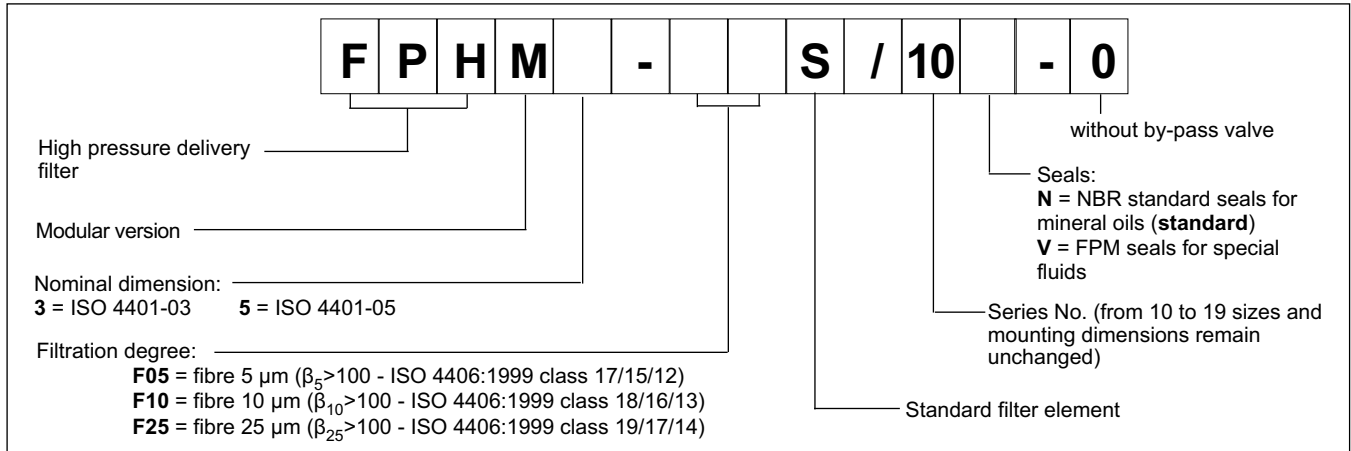 F P H M - S / 10 - 0
High pressure delivery
filter
Modular version
Nominal dimension:
3 = ISO 4401-03 5 = ISO 4401-05
Filtration degree:
F05 = fibre 5 µm (β5>100 - ISO 4406:1999 class 17/15/12)
F10 = fibre 10 µm (β10>100 - ISO 4406:1999 class 18/16/13)
F25 = fibre 25 µm (β25>100 - ISO 4406:1999 class 19/17/14)
without by-pass valve
Seals:
N = NBR standard seals for
mineral oils (standard)
V = FPM seals for special
fluids
Series No. (from 10 to 19 sizes and
mounting dimensions remain
unchanged)
Standard filter element